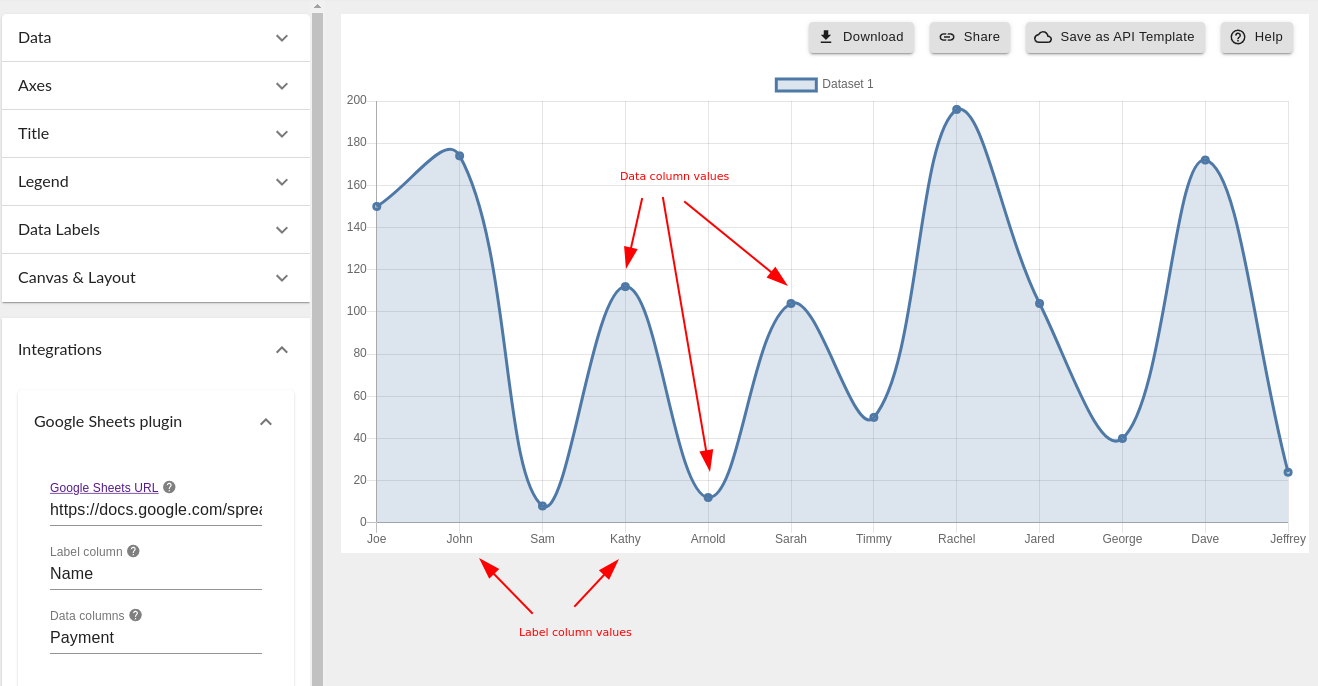 Data
Axes
Title
Legend
Data Labels
Canvas & Layout
Integrations
Google Sheets plugin
Google Sheets URL
https://docs.google.com/sprea
Label column
Name
Data columns
Payment
Download
Share
Save as API Template
Help
Dataset 1
200
180
160
140
120
100
80
60
40
20
0
Data column values
Joe John Sam Kathy Arnold Sarah Timmy Rachel Jared George Dave Jeffrey
Label column values